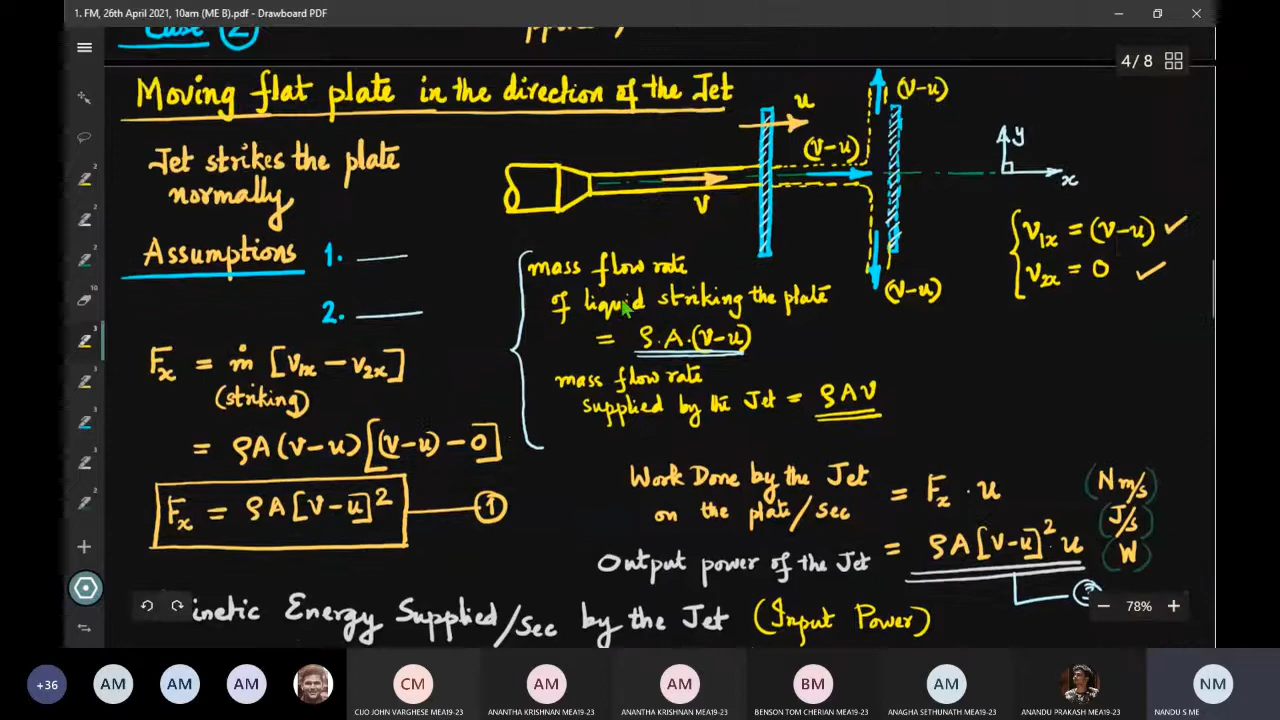 1. FM, 26th April 2021, 10am (ME B).pdf - Drawboard PDF
Case 2
4/8
Moving flat plate in the direction of the Jet
Jet strikes the plate
normally
u
(V-u)
(V-u)
V
(V-u)
y
x
V1x = (V-u) ✓
V2x = 0 ✓
Assumptions 1. ___
2. ___
mass flow rate
of liquid striking the plate
= ρ.A.(V-u)
mass flow rate
supplied by the Jet = ρAV
Fx = ṁ [V1x - V2x]
(striking)
= ρA(V-u)[(V-u)-0]
Fx = ρA[V-u]² ①
Work Done by the Jet
on the plate/sec = Fx . u
(Nm/s)
(J/s)
(W)
Output power of the Jet = ρA[V-u]² u
inetic Energy Supplied/sec by the Jet (Input Power)
78%
+36
AM
AM
AM
CM
AM
AM
BM
AM
NM
CIJO JOHN VARGHESE MEA19-23
ANANTHA KRISHNAN MEA19-23
ANANTHA KRISHNAN MEA19-23
BENSON TOM CHERIAN MEA19-23
ANAGHA SETHUNATH MEA19-23
ANANDU PRAKASH MEA19-23
NANDU S ME